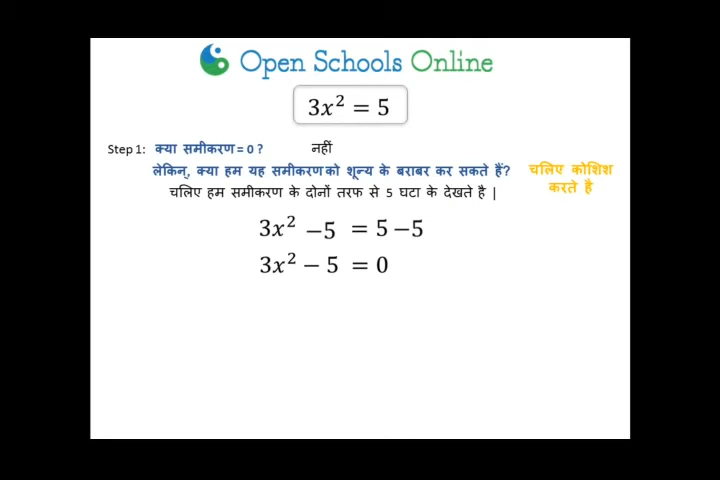 Open Schools Online
3x² = 5
Step 1: क्या समीकरण = 0 ? नहीं
लेकिन, क्या हम यह समीकरण को शून्य के बराबर कर सकते हैं?
चलिए कोशिश
करते है
चलिए हम समीकरण के दोनों तरफ से 5 घटा के देखते है |
3x² −5 = 5 −5
3x² − 5 = 0